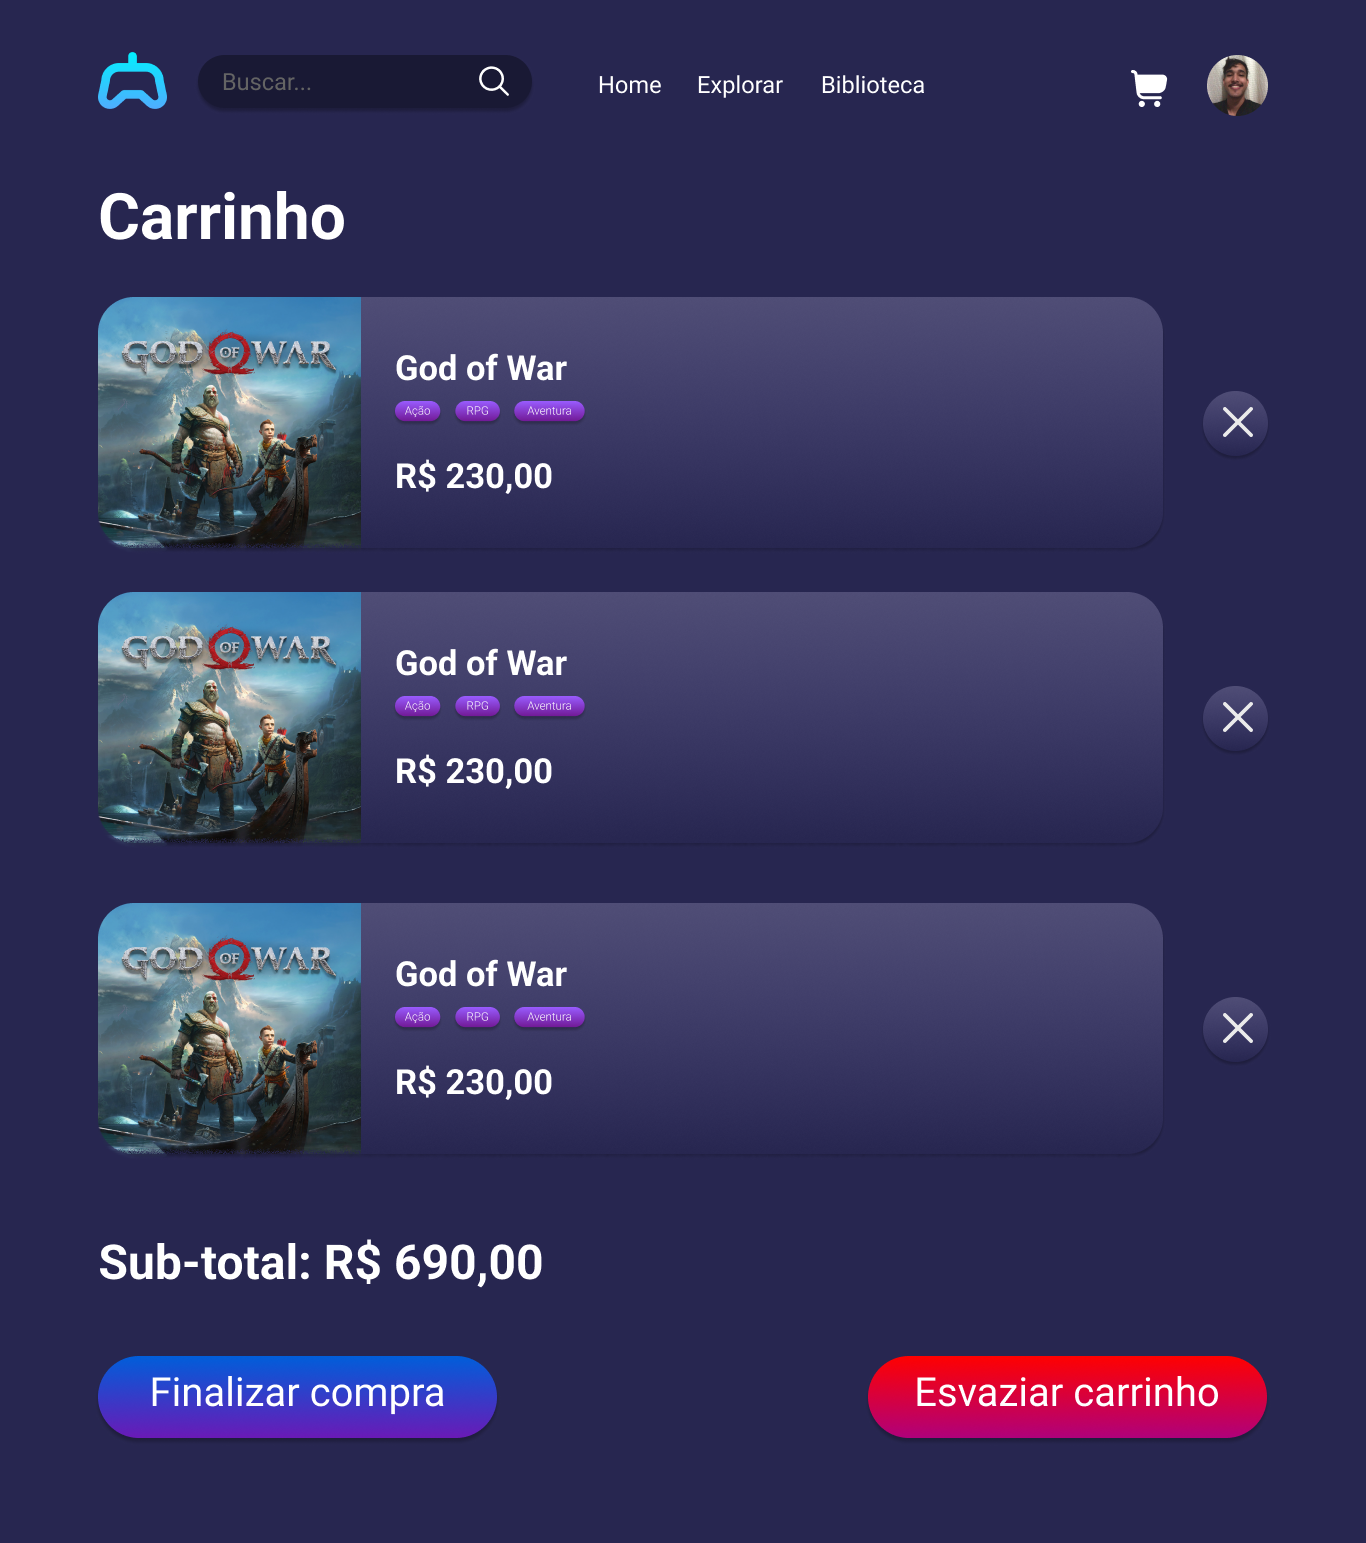 Buscar...
Home
Explorar
Biblioteca
Carrinho
GOD OF WAR
God of War
Ação
RPG
Aventura
R$ 230,00
GOD OF WAR
God of War
Ação
RPG
Aventura
R$ 230,00
GOD OF WAR
God of War
Ação
RPG
Aventura
R$ 230,00
Sub-total: R$ 690,00
Finalizar compra
Esvaziar carrinho